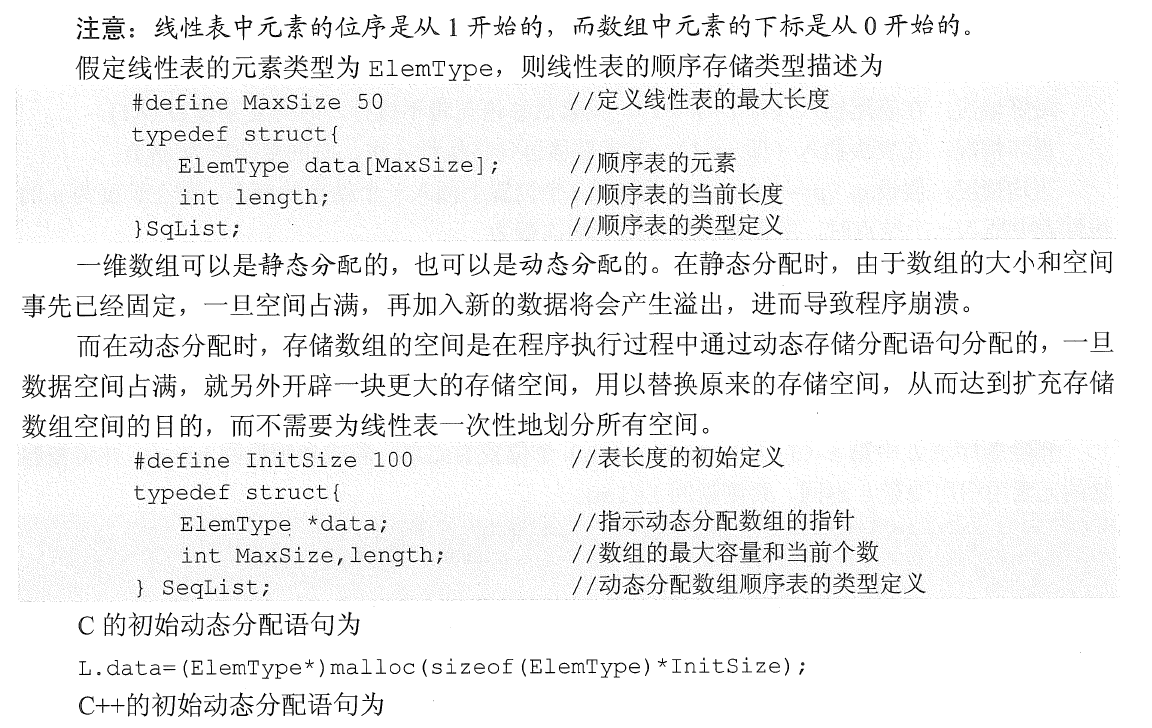 注意：线性表中元素的位序是从 1 开始的，而数组中元素的下标是从 0 开始的。
假定线性表的元素类型为 ElemType，则线性表的顺序存储类型描述为
#define MaxSize 50 //定义线性表的最大长度
typedef struct{
ElemType data[MaxSize]; //顺序表的元素
int length; //顺序表的当前长度
}SqList; //顺序表的类型定义
一维数组可以是静态分配的，也可以是动态分配的。在静态分配时，由于数组的大小和空间
事先已经固定，一旦空间占满，再加入新的数据将会产生溢出，进而导致程序崩溃。
而在动态分配时，存储数组的空间是在程序执行过程中通过动态存储分配语句分配的，一旦
数据空间占满，就另外开辟一块更大的存储空间，用以替换原来的存储空间，从而达到扩充存储
数组空间的目的，而不需要为线性表一次性地划分所有空间。
#define InitSize 100 //表长度的初始定义
typedef struct{
ElemType *data; //指示动态分配数组的指针
int MaxSize,length; //数组的最大容量和当前个数
} SeqList; //动态分配数组顺序表的类型定义
C 的初始动态分配语句为
L.data=(ElemType*)malloc(sizeof(ElemType)*InitSize);
C++的初始动态分配语句为